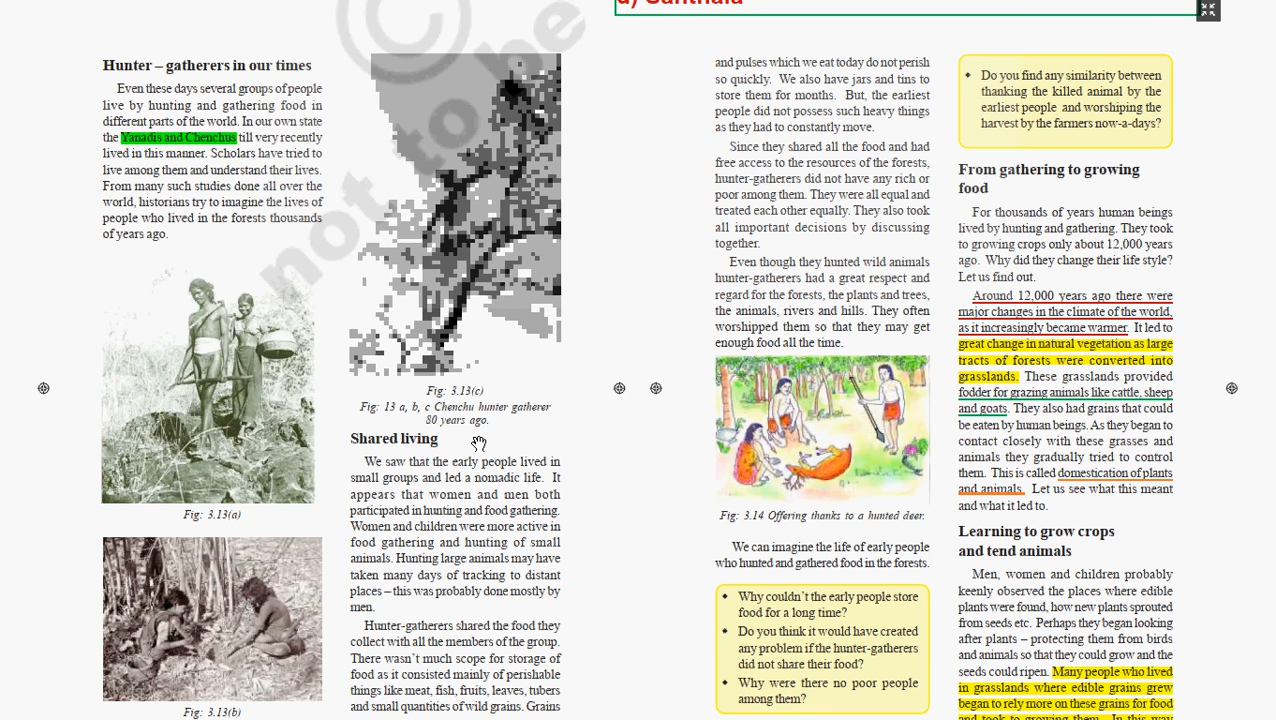 d) Santhala
Hunter – gatherers in our times
Even these days several groups of people
live by hunting and gathering food in
different parts of the world. In our own state
the Yanadis and Chenchus till very recently
lived in this manner. Scholars have tried to
live among them and understand their lives.
From many such studies done all over the
world, historians try to imagine the lives of
people who lived in the forests thousands
of years ago.
Fig: 3.13(a)
Fig: 3.13(b)
©
not to be
Fig: 3.13(c)
Fig: 13 a, b, c Chenchu hunter gatherer
80 years ago.
Shared living
We saw that the early people lived in
small groups and led a nomadic life. It
appears that women and men both
participated in hunting and food gathering.
Women and children were more active in
food gathering and hunting of small
animals. Hunting large animals may have
taken many days of tracking to distant
places – this was probably done mostly by
men.
Hunter-gatherers shared the food they
collect with all the members of the group.
There wasn't much scope for storage of
food as it consisted mainly of perishable
things like meat, fish, fruits, leaves, tubers
and small quantities of wild grains. Grains
and pulses which we eat today do not perish
so quickly. We also have jars and tins to
store them for months. But, the earliest
people did not possess such heavy things
as they had to constantly move.
Since they shared all the food and had
free access to the resources of the forests,
hunter-gatherers did not have any rich or
poor among them. They were all equal and
treated each other equally. They also took
all important decisions by discussing
together.
Even though they hunted wild animals
hunter-gatherers had a great respect and
regard for the forests, the plants and trees,
the animals, rivers and hills. They often
worshipped them so that they may get
enough food all the time.
Fig: 3.14 Offering thanks to a hunted deer.
We can imagine the life of early people
who hunted and gathered food in the forests.
◆ Why couldn't the early people store
food for a long time?
◆ Do you think it would have created
any problem if the hunter-gatherers
did not share their food?
◆ Why were there no poor people
among them?
◆ Do you find any similarity between
thanking the killed animal by the
earliest people and worshiping the
harvest by the farmers now-a-days?
From gathering to growing
food
For thousands of years human beings
lived by hunting and gathering. They took
to growing crops only about 12,000 years
ago. Why did they change their life style?
Let us find out.
Around 12,000 years ago there were
major changes in the climate of the world,
as it increasingly became warmer. It led to
great change in natural vegetation as large
tracts of forests were converted into
grasslands. These grasslands provided
fodder for grazing animals like cattle, sheep
and goats. They also had grains that could
be eaten by human beings. As they began to
contact closely with these grasses and
animals they gradually tried to control
them. This is called domestication of plants
and animals. Let us see what this meant
and what it led to.
Learning to grow crops
and tend animals
Men, women and children probably
keenly observed the places where edible
plants were found, how new plants sprouted
from seeds etc. Perhaps they began looking
after plants – protecting them from birds
and animals so that they could grow and the
seeds could ripen. Many people who lived
in grasslands where edible grains grew
began to rely more on these grains for food
and took to growing them. In this way